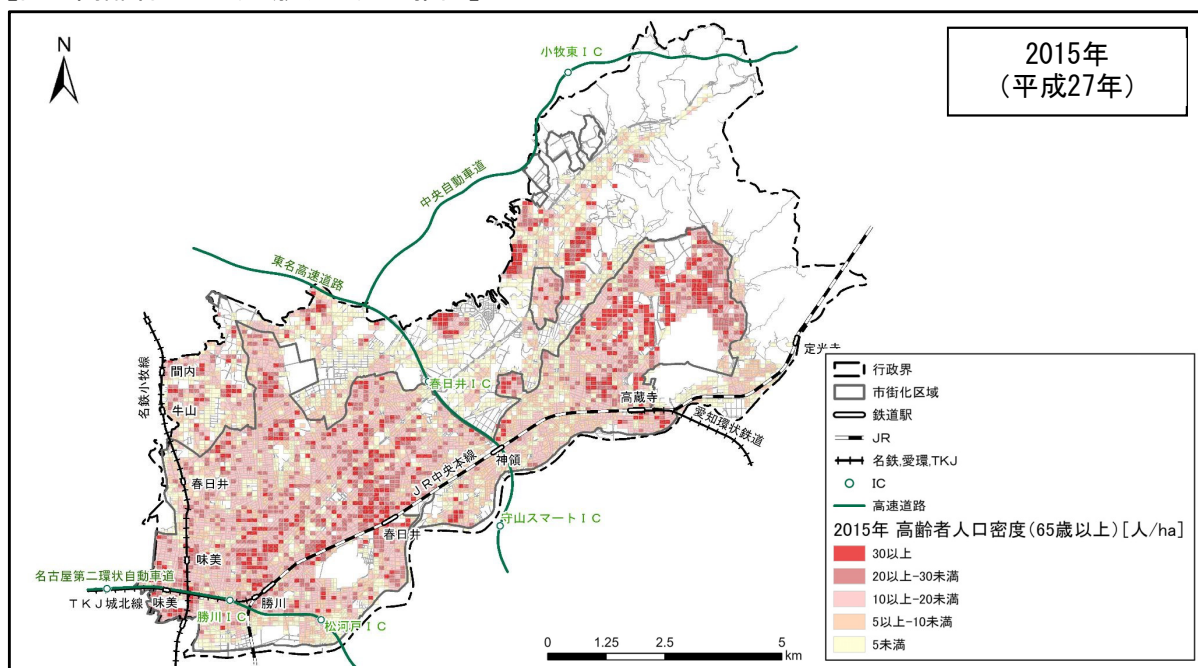 N
2015年
(平成27年)
小牧東IC
中央自動車道
東名高速道路
名鉄小牧線
間内
牛山
春日井IC
定光寺
高蔵寺
愛知環状鉄道
神領
JR中央本線
春日井
春日井
守山スマートIC
味美
名古屋第二環状自動車道
TKJ城北線
味美
勝川IC
勝川
松河戸IC
行政界
市街化区域
鉄道駅
JR
名鉄,愛環,TKJ
IC
高速道路
2015年 高齢者人口密度(65歳以上)[人/ha]
30以上
20以上-30未満
10以上-20未満
5以上-10未満
5未満
0 1.25 2.5 5
km